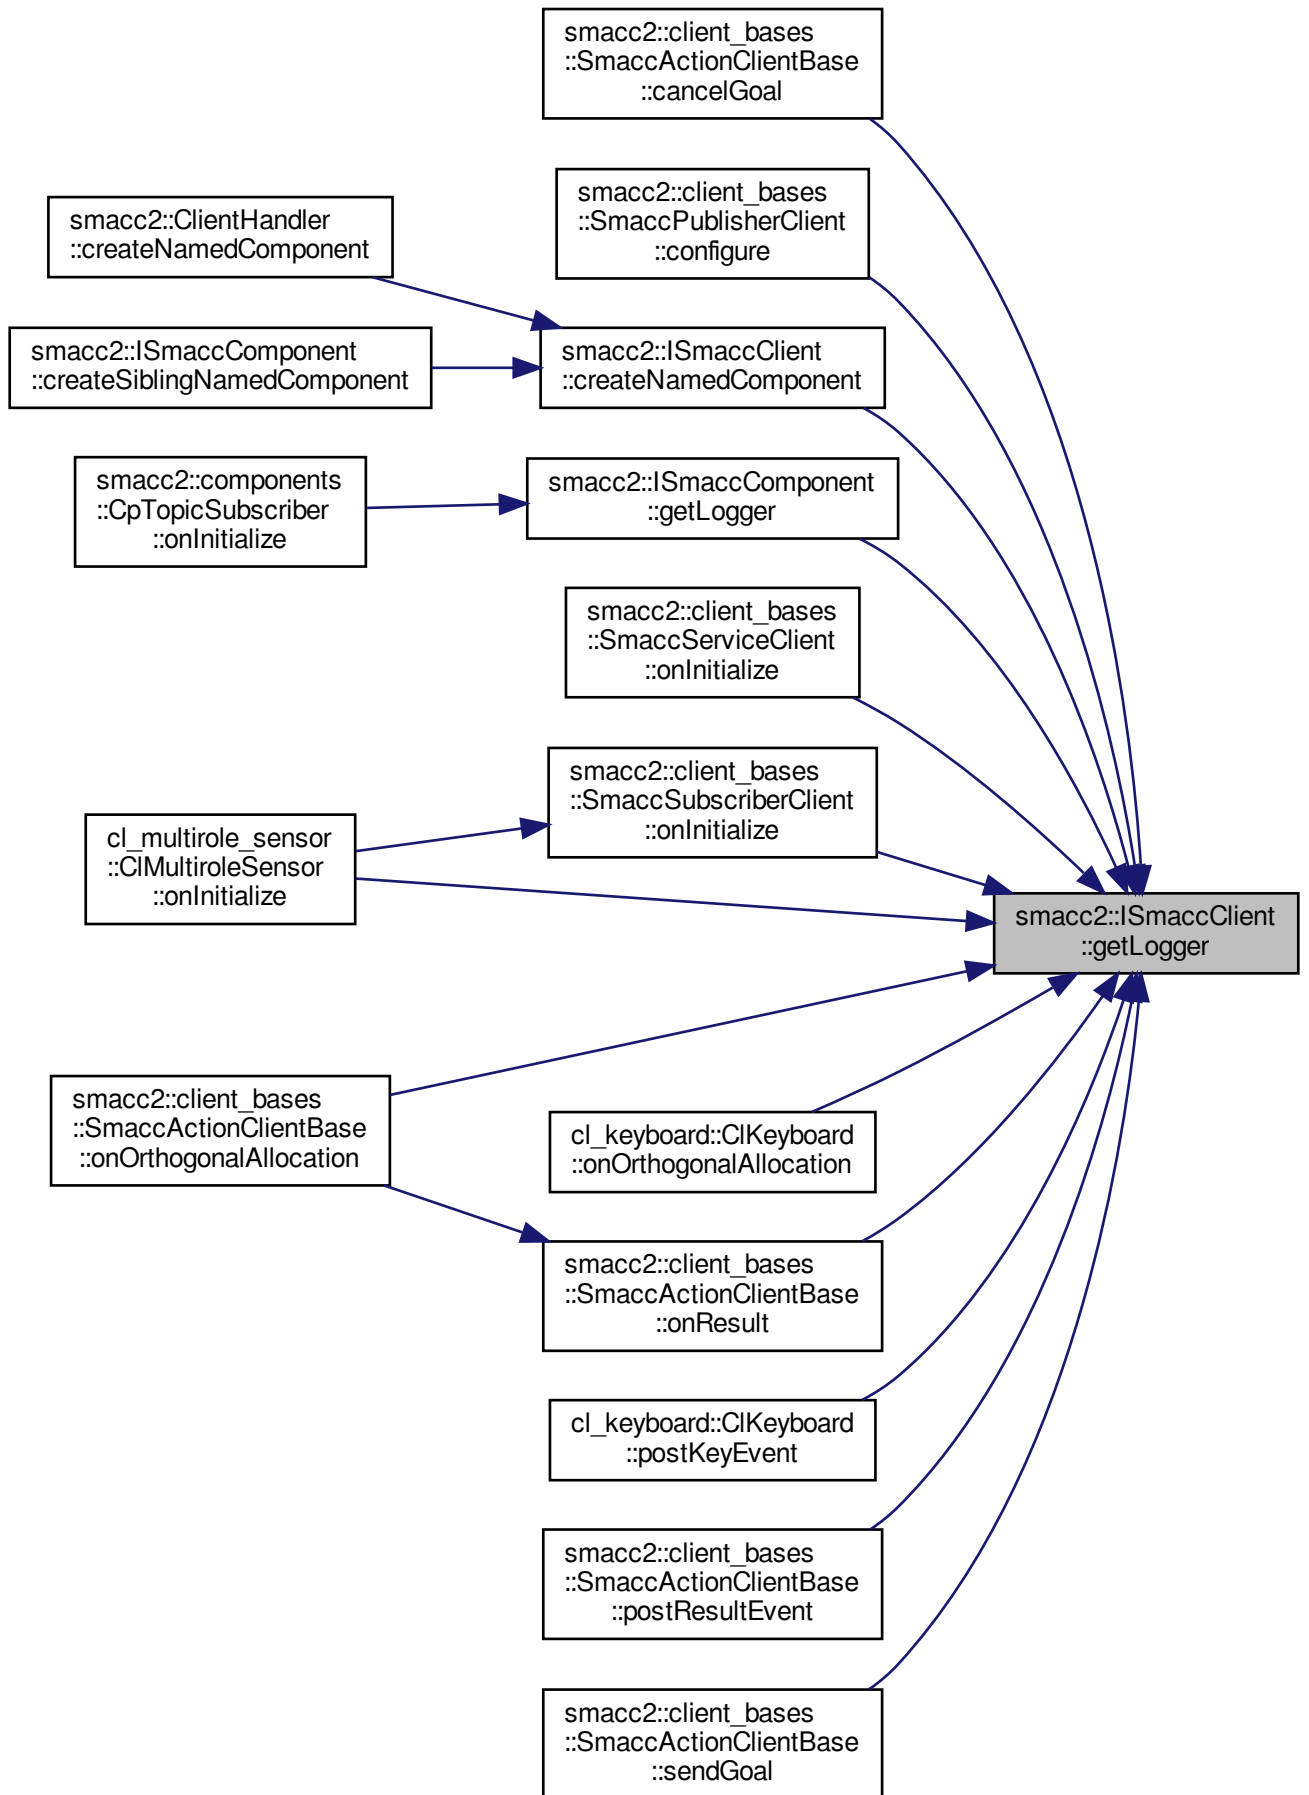 smacc2::client_bases
::SmaccActionClientBase
::cancelGoal
smacc2::client_bases
::SmaccPublisherClient
::configure
smacc2::ClientHandler
::createNamedComponent
smacc2::ISmaccComponent
::createSiblingNamedComponent
smacc2::ISmaccClient
::createNamedComponent
smacc2::components
::CpTopicSubscriber
::onInitialize
smacc2::ISmaccComponent
::getLogger
smacc2::client_bases
::SmaccServiceClient
::onInitialize
smacc2::client_bases
::SmaccSubscriberClient
::onInitialize
cl_multirole_sensor
::ClMultiroleSensor
::onInitialize
smacc2::ISmaccClient
::getLogger
smacc2::client_bases
::SmaccActionClientBase
::onOrthogonalAllocation
cl_keyboard::ClKeyboard
::onOrthogonalAllocation
smacc2::client_bases
::SmaccActionClientBase
::onResult
cl_keyboard::ClKeyboard
::postKeyEvent
smacc2::client_bases
::SmaccActionClientBase
::postResultEvent
smacc2::client_bases
::SmaccActionClientBase
::sendGoal